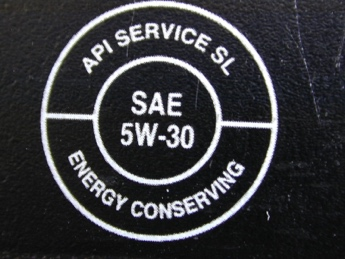 API SERVICE SL
SAE
5W-30
ENERGY CONSERVING